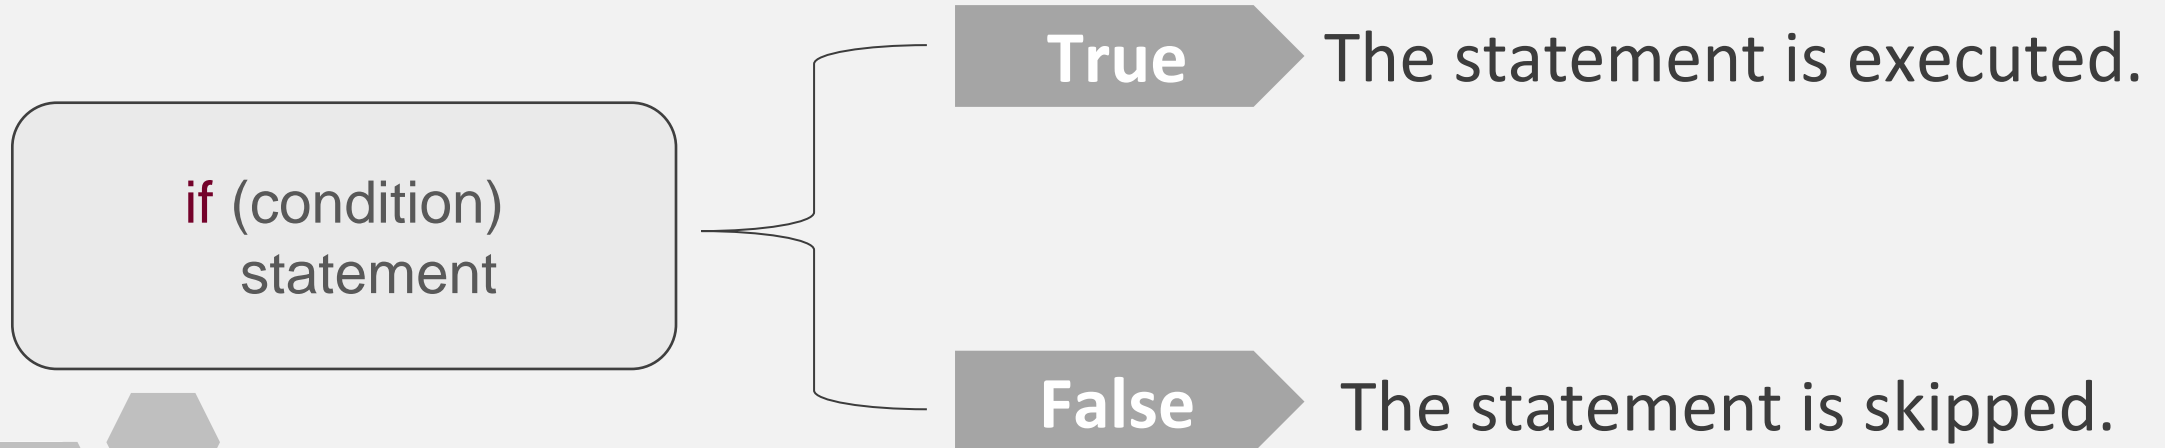 if (condition)
statement
True
The statement is executed.
False
The statement is skipped.